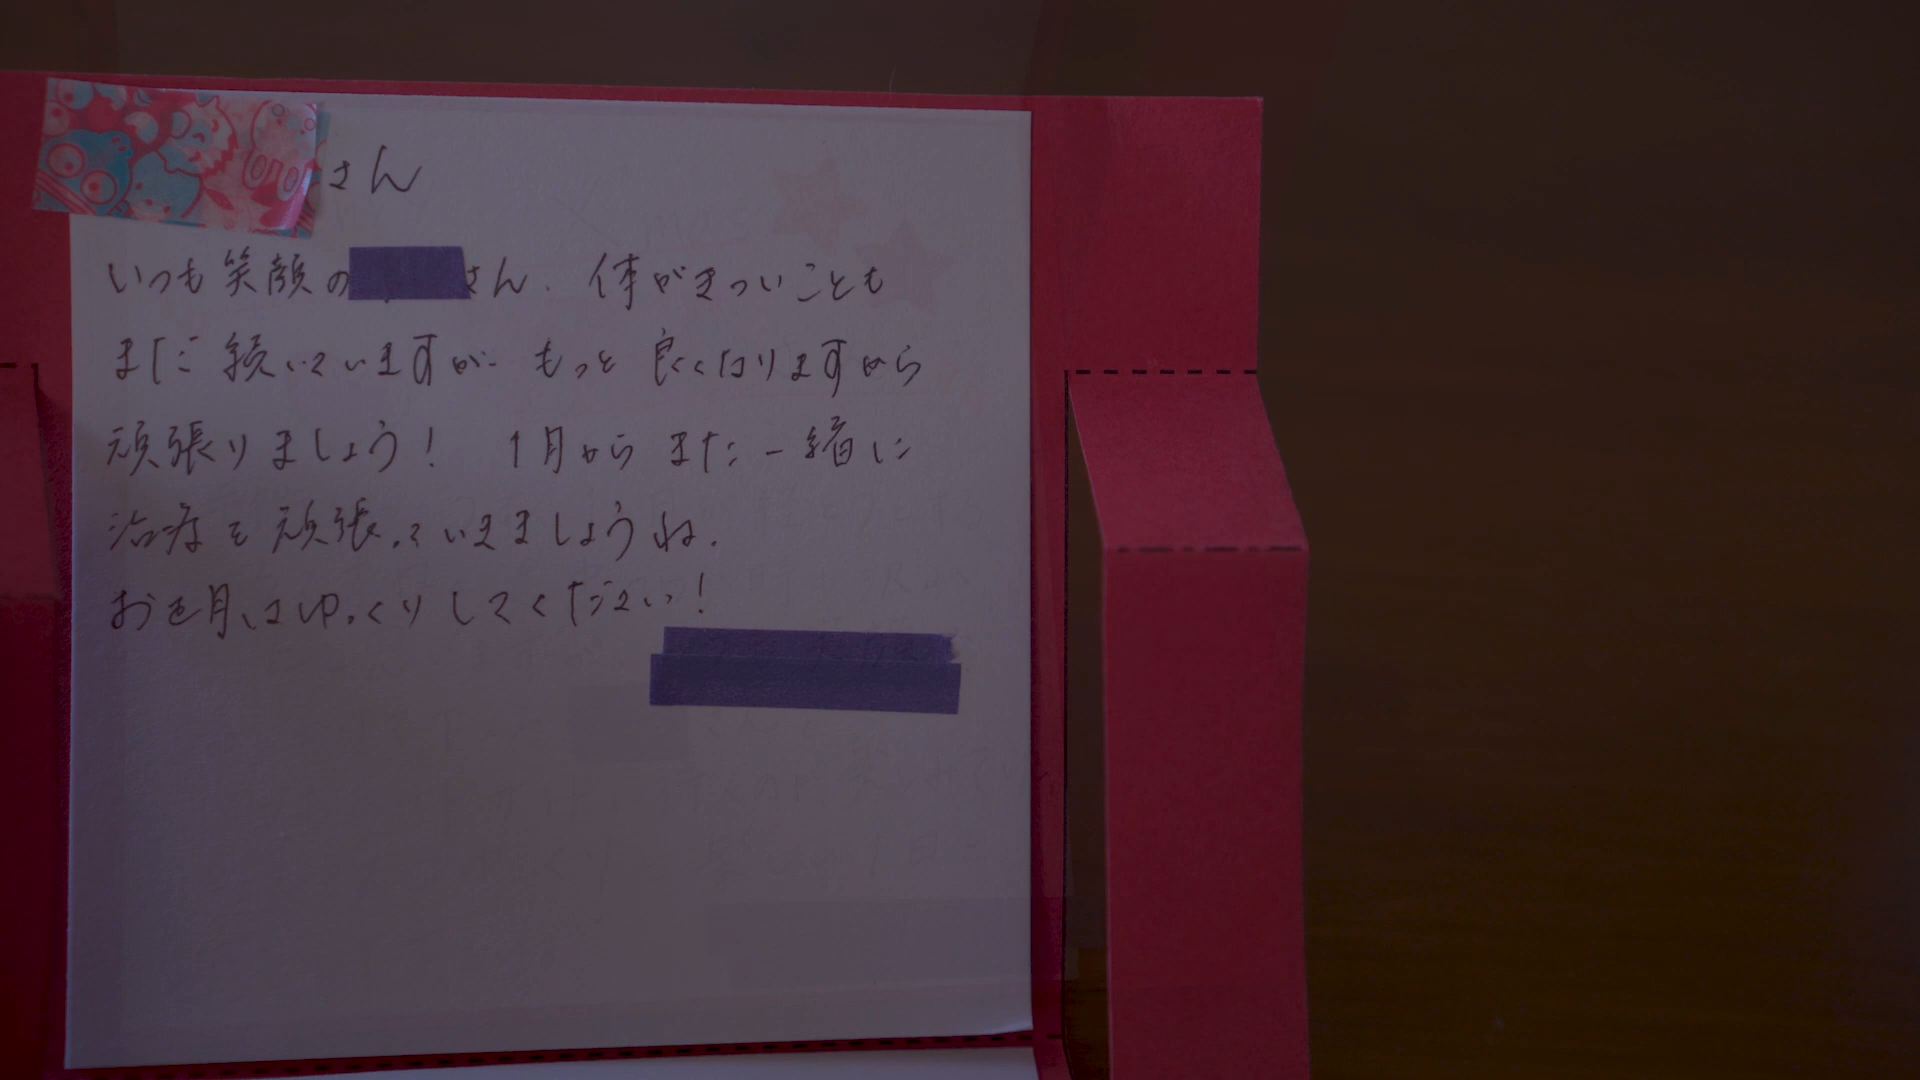 さん
いつも笑顔の さん. 体がきついことも
まだ続いていますが もっと良くなりますから
頑張りましょう! 1月からまた一緒に
治療を頑張っていきましょうね.
お正月はゆっくりしてください!